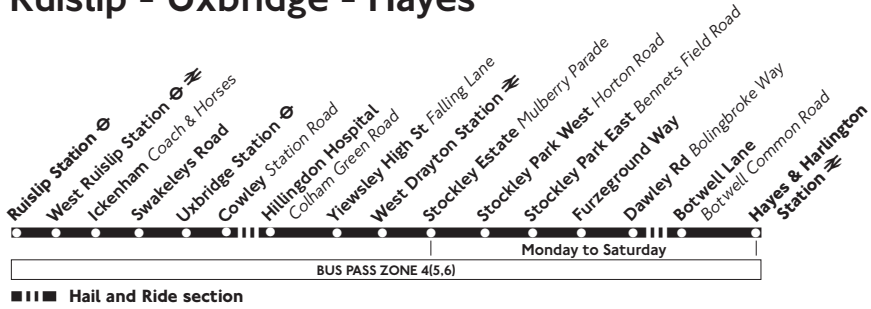 Ruislip - Uxbridge - Hayes
Ruislip Station
West Ruislip Station
Ickenham Coach & Horses
Swakeleys Road
Uxbridge Station
Cowley Station Road
Hillingdon Hospital
Colham Green Road
Yiewsley High St Falling Lane
West Drayton Station
Stockley Estate Mulberry Parade
Stockley Park West Horton Road
Stockley Park East Bennets Field Road
Furzeground Way
Dawley Rd Bolingbroke Way
Botwell Lane
Botwell Common Road
Hayes & Harlington
Station
Monday to Saturday
BUS PASS ZONE 4(5,6)
Hail and Ride section